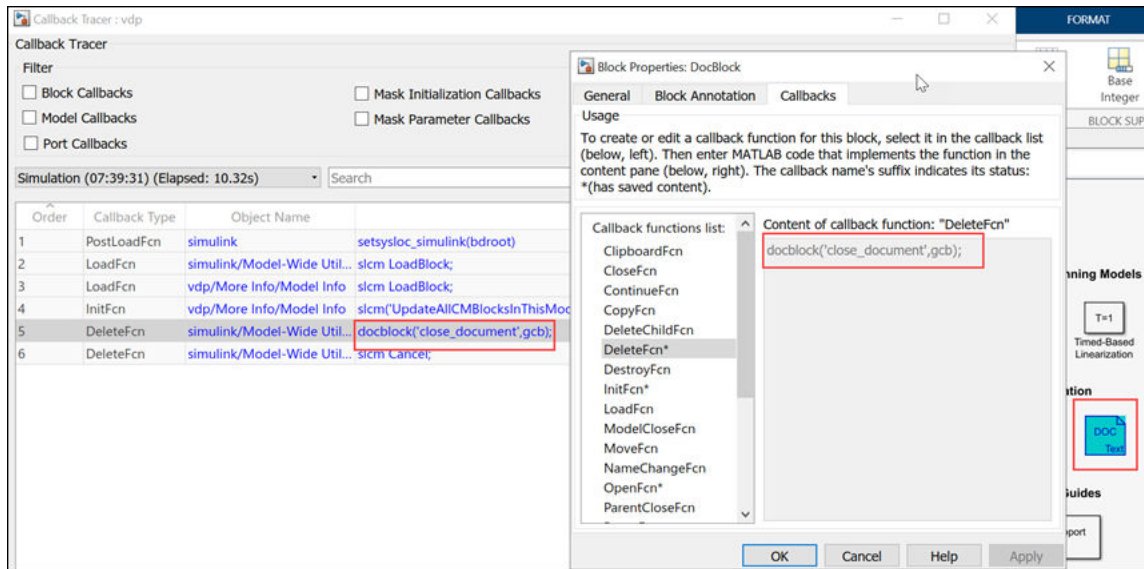 Callback Tracer : vdp
FORMAT
Callback Tracer
Filter
Block Callbacks
Mask Initialization Callbacks
Model Callbacks
Mask Parameter Callbacks
Port Callbacks
Simulation (07:39:31) (Elapsed: 10.32s)
Search
Order Callback Type Object Name
1 PostLoadFcn simulink setsysloc_simulink(bdroot)
2 LoadFcn simulink/Model-Wide Util... slcm LoadBlock;
3 LoadFcn vdp/More Info/Model Info slcm LoadBlock;
4 InitFcn vdp/More Info/Model Info slcm('UpdateAllCMBlocksInThisMod
5 DeleteFcn simulink/Model-Wide Util... docblock('close_document',gcb);
6 DeleteFcn simulink/Model-Wide Util... slcm Cancel;
Block Properties: DocBlock
General Block Annotation Callbacks
Usage
To create or edit a callback function for this block, select it in the callback list
(below, left). Then enter MATLAB code that implements the function in the
content pane (below, right). The callback name's suffix indicates its status:
*(has saved content).
Callback functions list:
ClipboardFcn
CloseFcn
ContinueFcn
CopyFcn
DeleteChildFcn
DeleteFcn*
DestroyFcn
InitFcn*
LoadFcn
ModelCloseFcn
MoveFcn
NameChangeFcn
OpenFcn*
ParentCloseFcn
Content of callback function: "DeleteFcn"
docblock('close_document',gcb);
OK Cancel Help Apply
Base
Integer
BLOCK SUP
nning Models
T=1
Timed-Based
Linearization
ution
DOC
Text
Guides
port